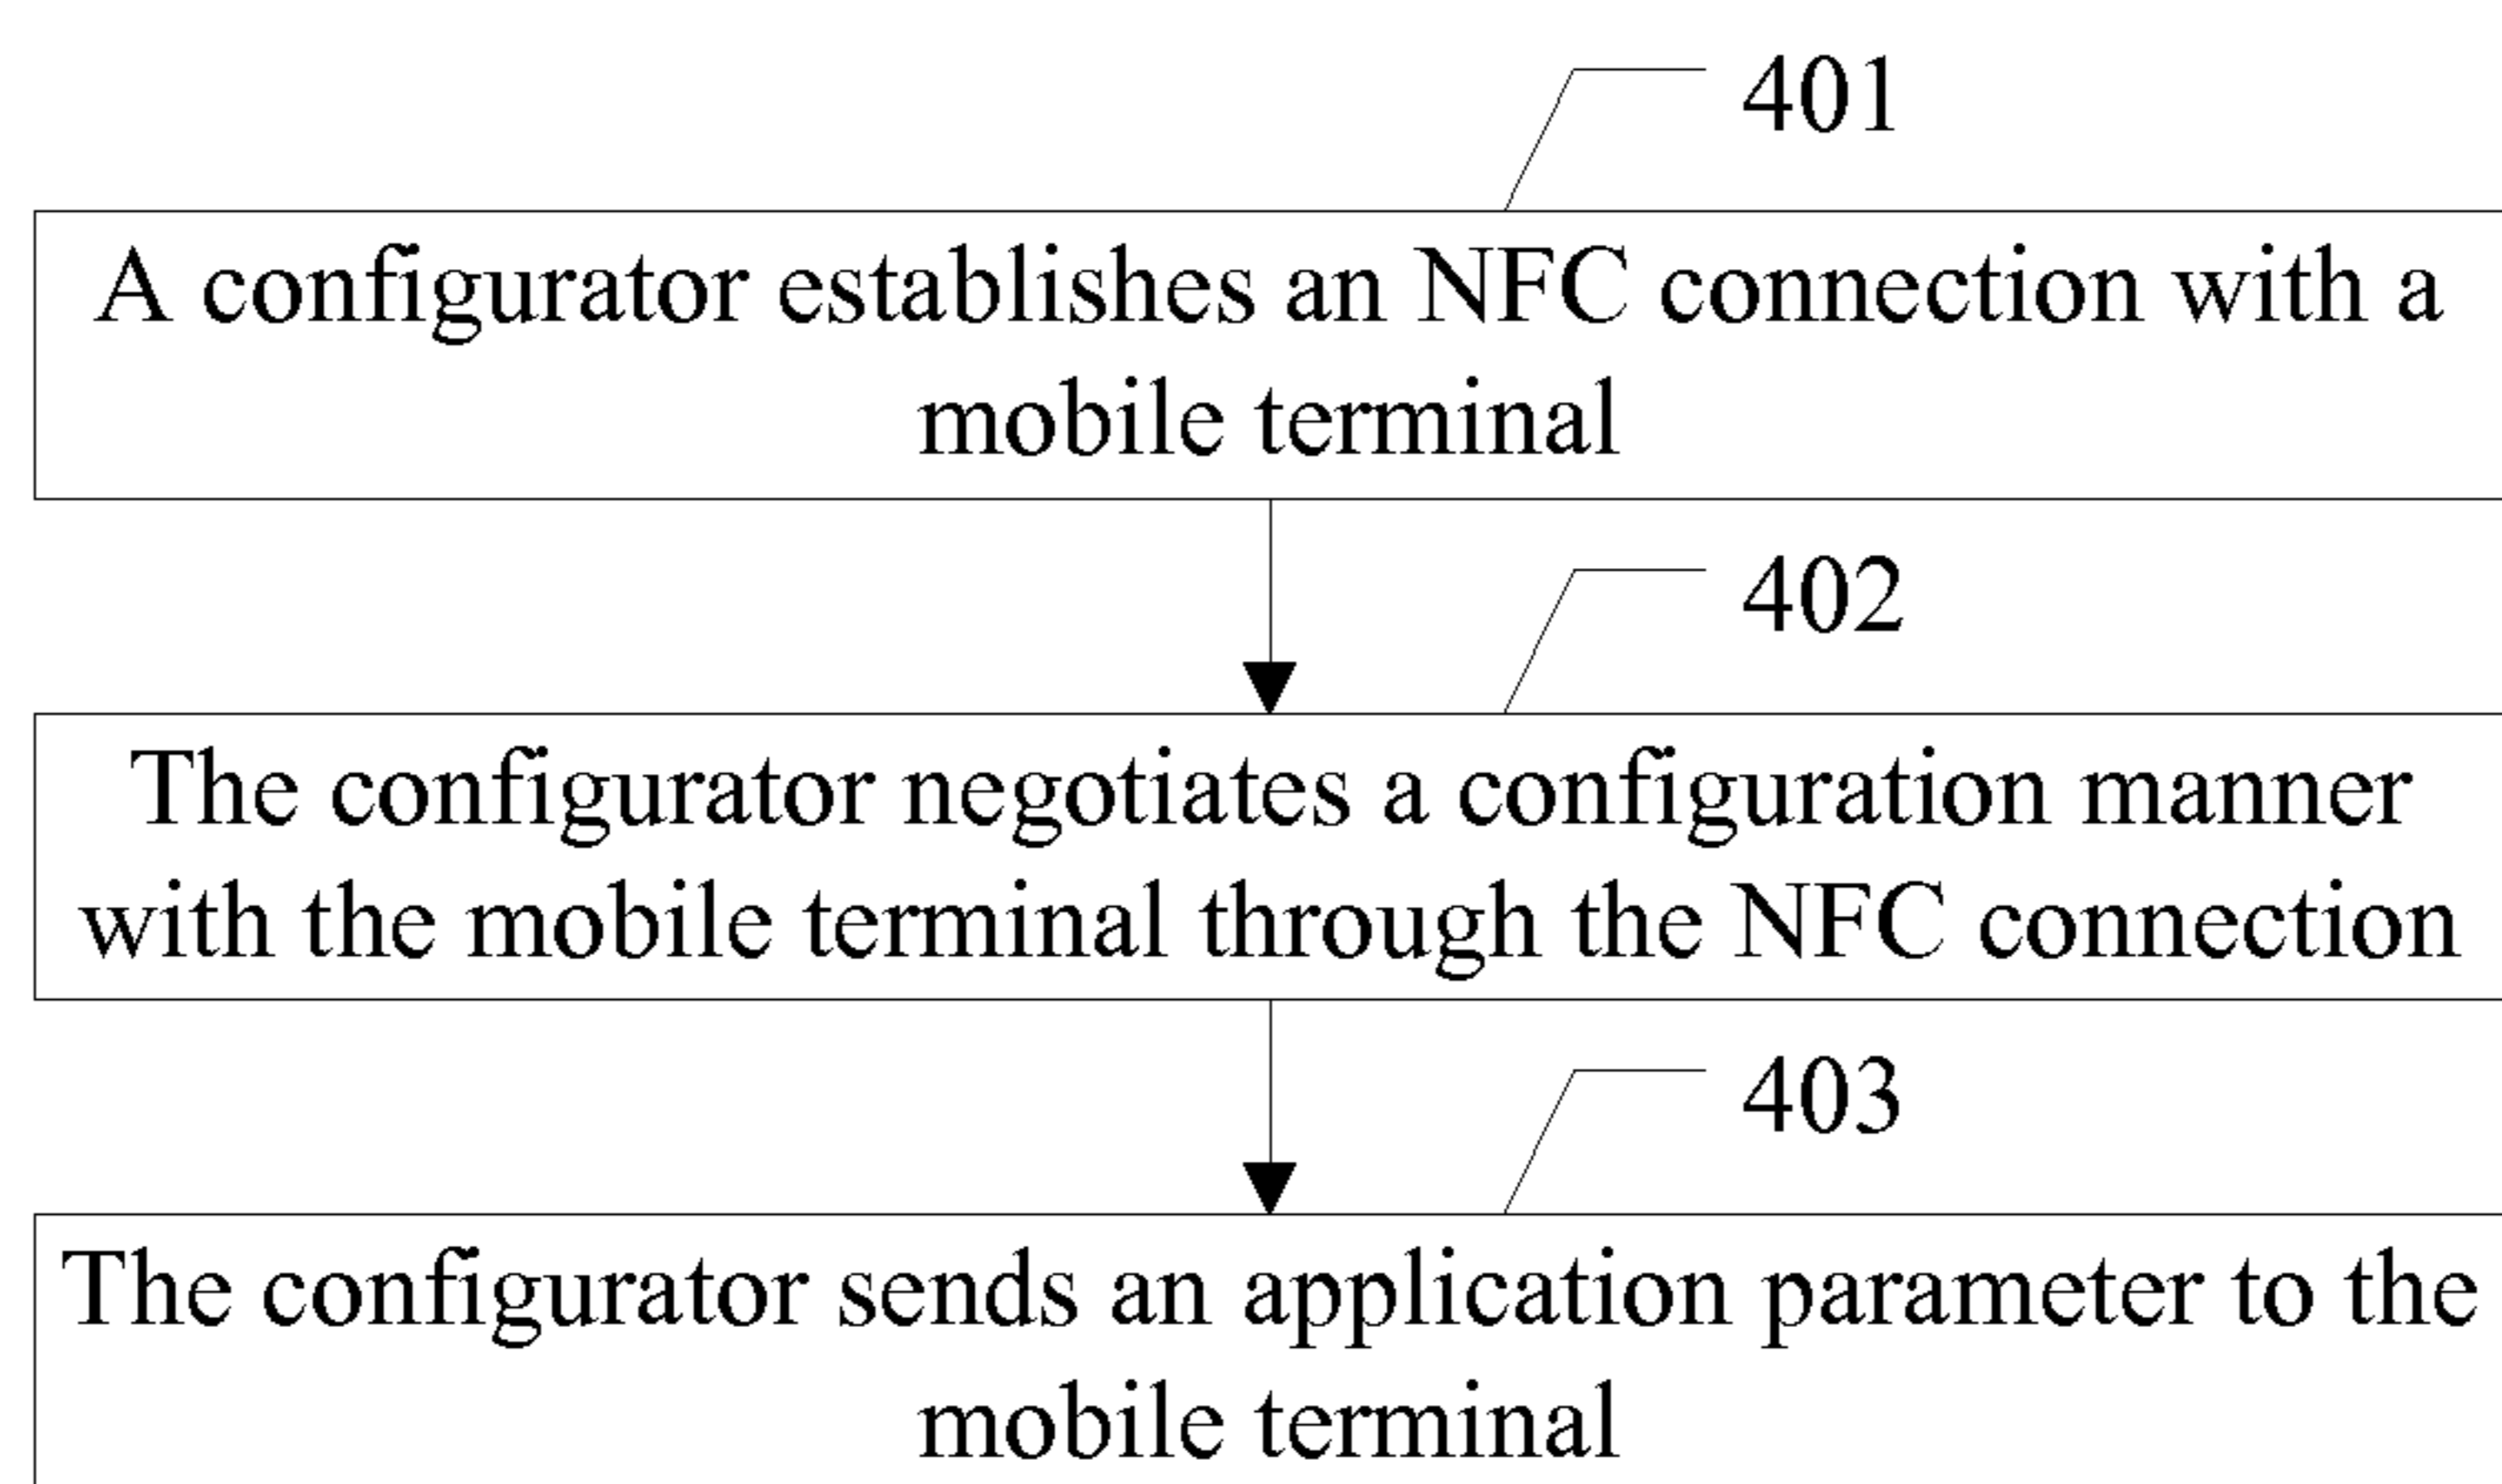 401
A configurator establishes an NFC connection with a
mobile terminal
402
The configurator negotiates a configuration manner
with the mobile terminal through the NFC connection
403
The configurator sends an application parameter to the
mobile terminal